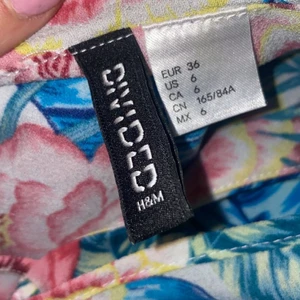 DIVIDED
H&M
EUR 36
US 6
CA 6
CN 165/84A
MX 6